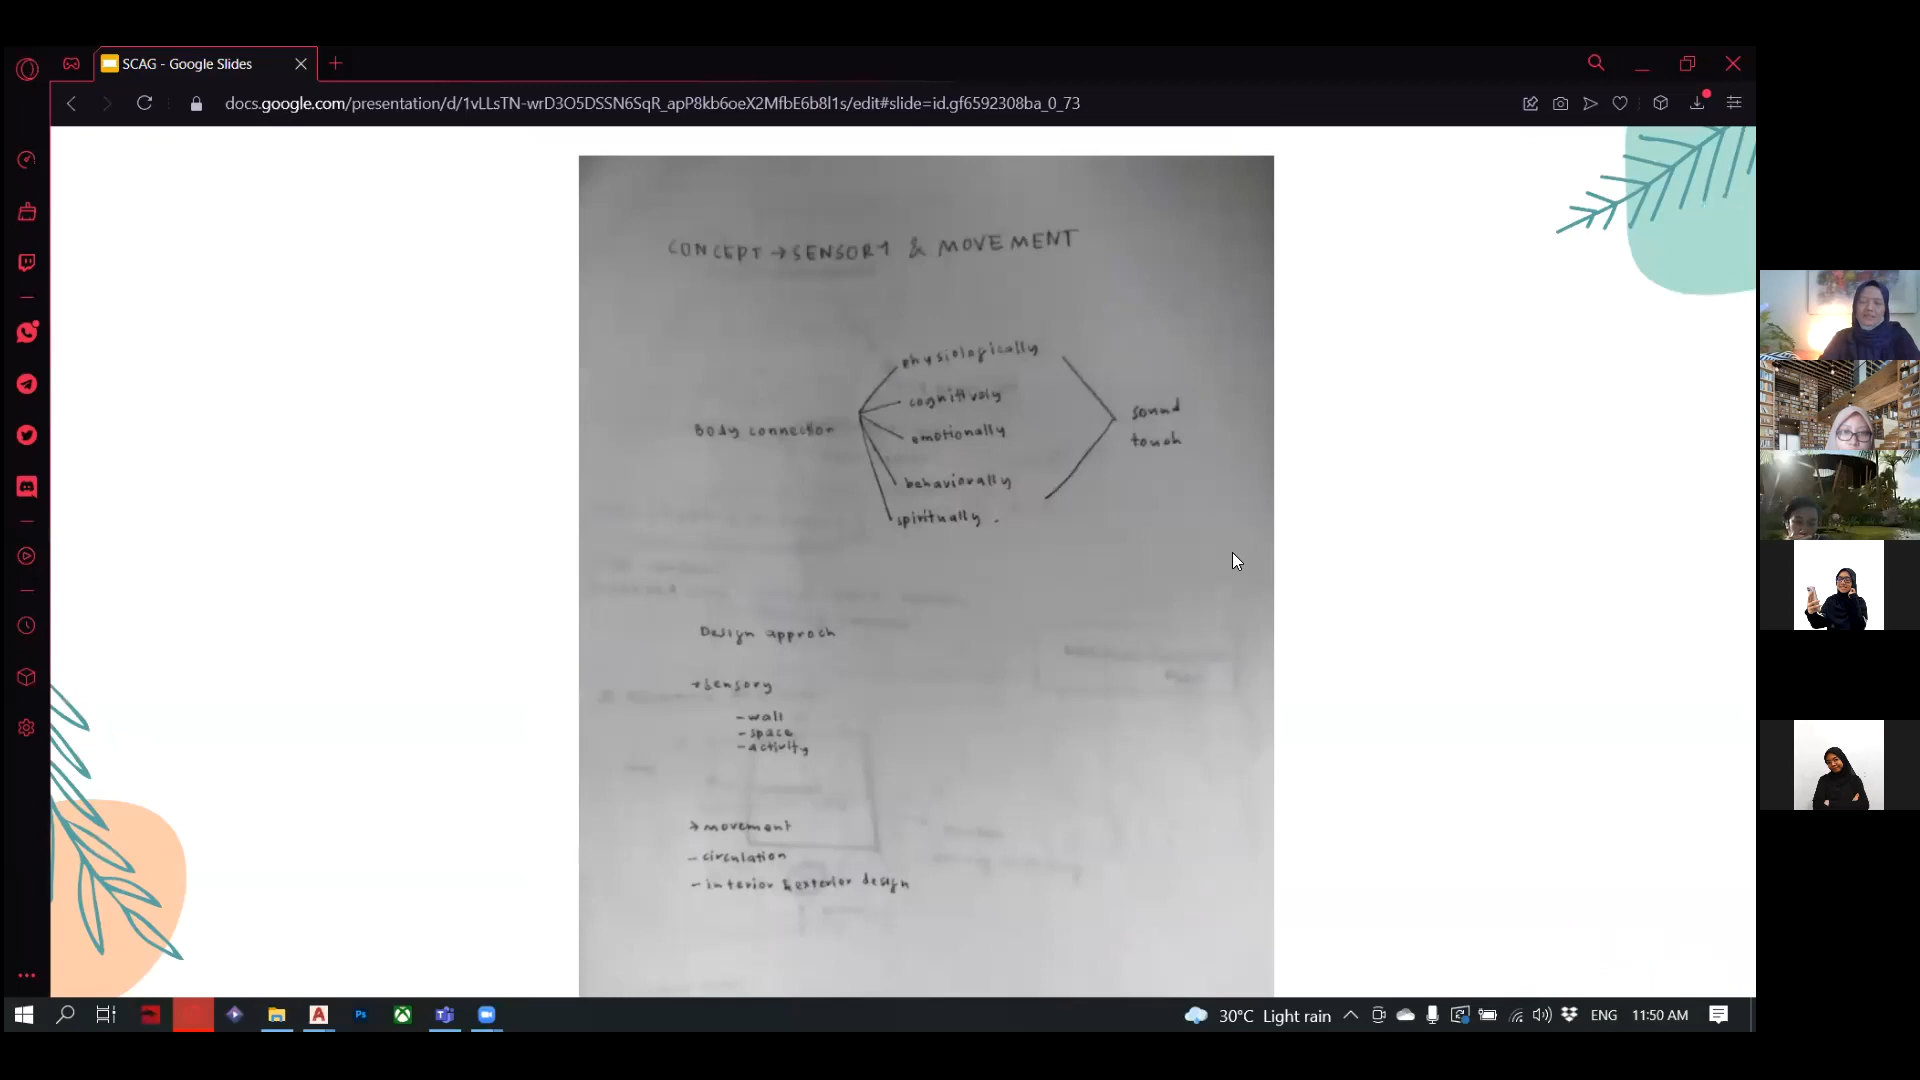 SCAG - Google Slides
docs.google.com/presentation/d/1vLLsTN-wrD3O5DSSN6SqR_apP8kb6oeX2MfbE6b8l1s/edit#slide=id.gf6592308ba_0_73
CONCEPT → SENSORY & MOVEMENT
physiologically
cognitively
Body connection
emotionally
behaviorally
spiritually.
sound
touch
Design approch
→ sensory
- wall
- space
- activity
→ movement
- circulation
- interior & exterior design
Ps
30°C Light rain
ENG
11:50 AM